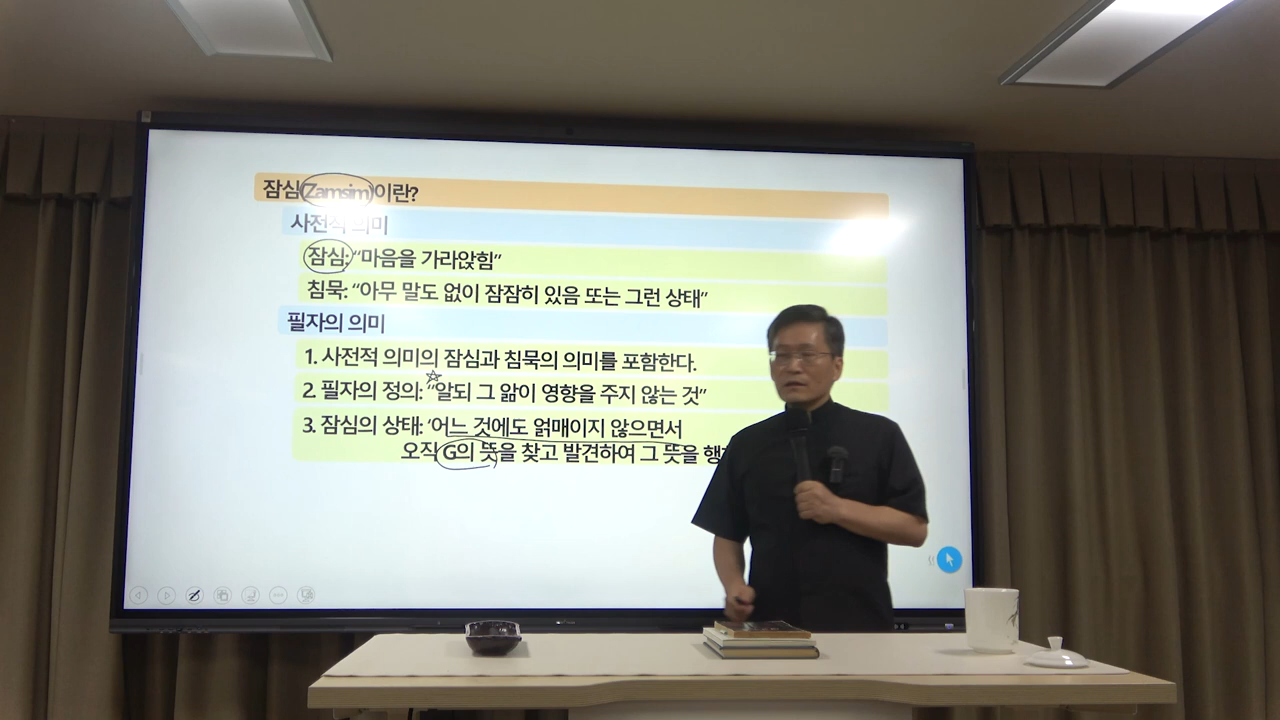 잠심(Zamsim)이란?
사전적 의미
잠심: “마음을 가라앉힘”
침묵: “아무 말도 없이 잠잠히 있음 또는 그런 상태”
필자의 의미
1. 사전적 의미의 잠심과 침묵의 의미를 포함한다.
2. 필자의 정의: “알되 그 앎이 영향을 주지 않는 것”
3. 잠심의 상태: ‘어느 것에도 얽매이지 않으면서
오직 G의 뜻을 찾고 발견하여 그 뜻을